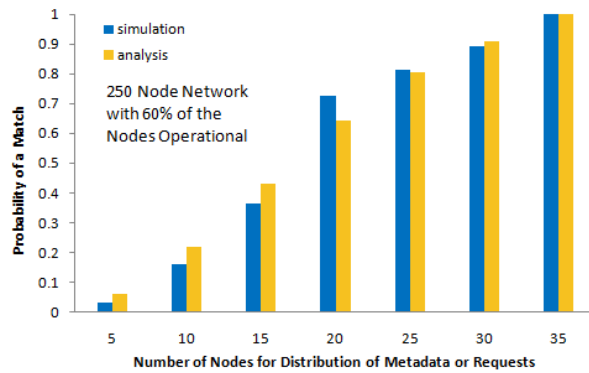 1
0.9
0.8
0.7
0.6
0.5
0.4
0.3
0.2
0.1
0
Probability of a Match
simulation
analysis
250 Node Network
with 60% of the
Nodes Operational
5 10 15 20 25 30 35
Number of Nodes for Distribution of Metadata or Requests